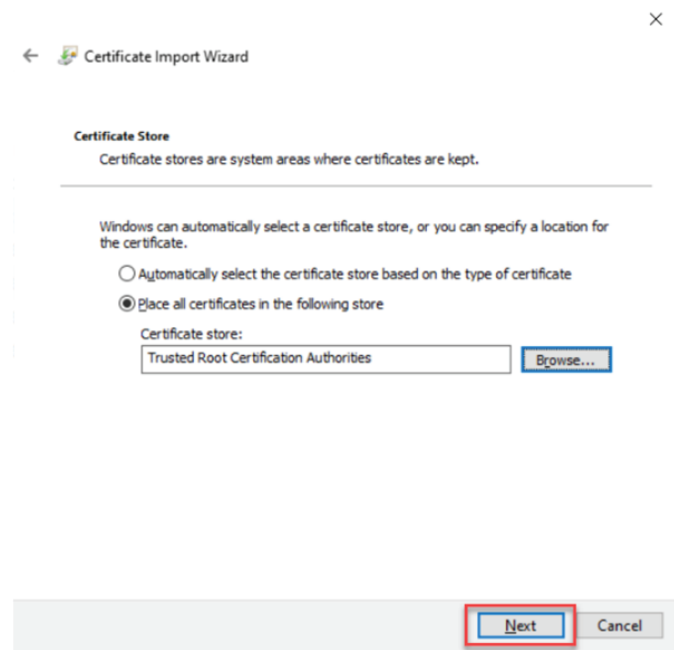 Certificate Import Wizard
Certificate Store
Certificate stores are system areas where certificates are kept.
Windows can automatically select a certificate store, or you can specify a location for
the certificate.
Automatically select the certificate store based on the type of certificate
Place all certificates in the following store
Certificate store:
Trusted Root Certification Authorities
Browse...
Next
Cancel